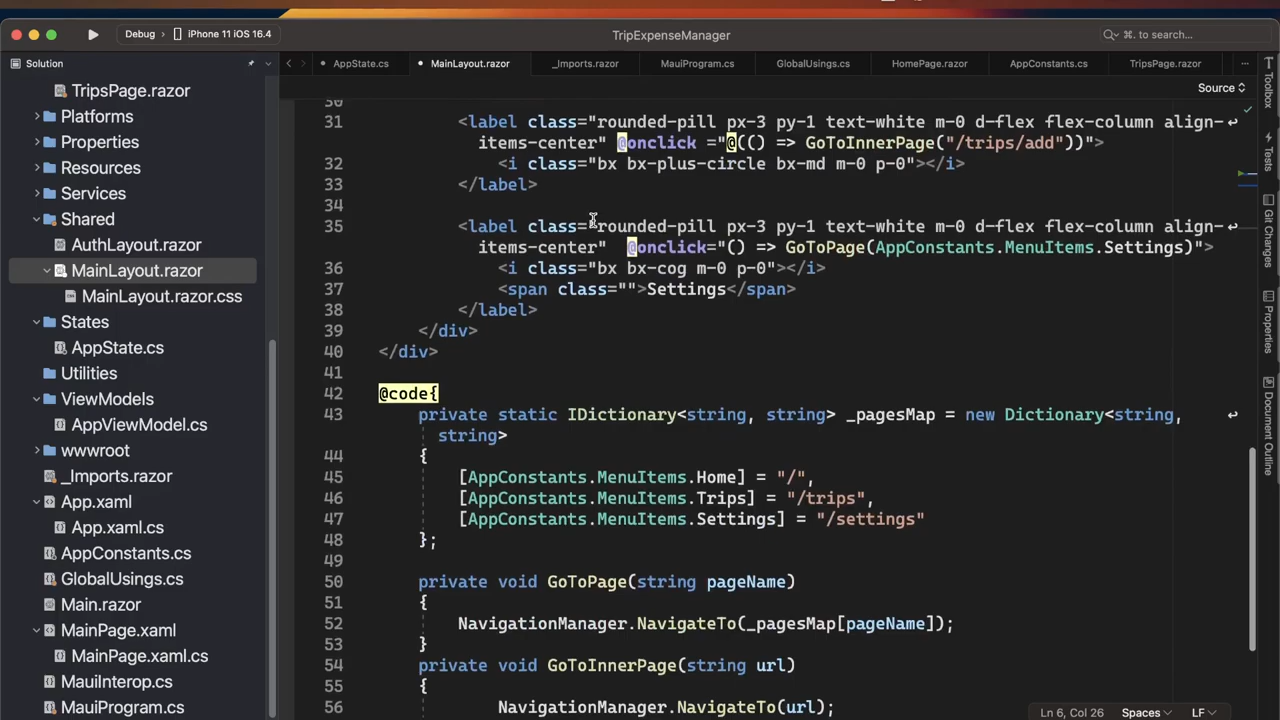 Debug > iPhone 11 iOS 16.4
TripExpenseManager
⌘. to search...
Solution
AppState.cs
MainLayout.razor
_Imports.razor
MauiProgram.cs
GlobalUsings.cs
HomePage.razor
AppConstants.cs
TripsPage.razor
Source
TripsPage.razor
Platforms
Properties
Resources
Services
Shared
AuthLayout.razor
MainLayout.razor
MainLayout.razor.css
States
AppState.cs
Utilities
ViewModels
AppViewModel.cs
wwwroot
_Imports.razor
App.xaml
App.xaml.cs
AppConstants.cs
GlobalUsings.cs
Main.razor
MainPage.xaml
MainPage.xaml.cs
MauiInterop.cs
MauiProgram.cs
30
31 <label class="rounded-pill px-3 py-1 text-white m-0 d-flex flex-column align-
items-center" @onclick ="@(() => GoToInnerPage("/trips/add"))">
32 <i class="bx bx-plus-circle bx-md m-0 p-0"></i>
33 </label>
34
35 <label class="rounded-pill px-3 py-1 text-white m-0 d-flex flex-column align-
items-center"  @onclick="() => GoToPage(AppConstants.MenuItems.Settings)">
36 <i class="bx bx-cog m-0 p-0"></i>
37 <span class="">Settings</span>
38 </label>
39 </div>
40 </div>
41
42 @code{
43 private static IDictionary<string, string> _pagesMap = new Dictionary<string,
string>
44 {
45 [AppConstants.MenuItems.Home] = "/",
46 [AppConstants.MenuItems.Trips] = "/trips",
47 [AppConstants.MenuItems.Settings] = "/settings"
48 };
49
50 private void GoToPage(string pageName)
51 {
52 NavigationManager.NavigateTo(_pagesMap[pageName]);
53 }
54 private void GoToInnerPage(string url)
55 {
56 NavigationManager.NavigateTo(url);
Toolbox
Tests
Git Changes
Properties
Document Outline
Ln 6, Col 26
Spaces
LF